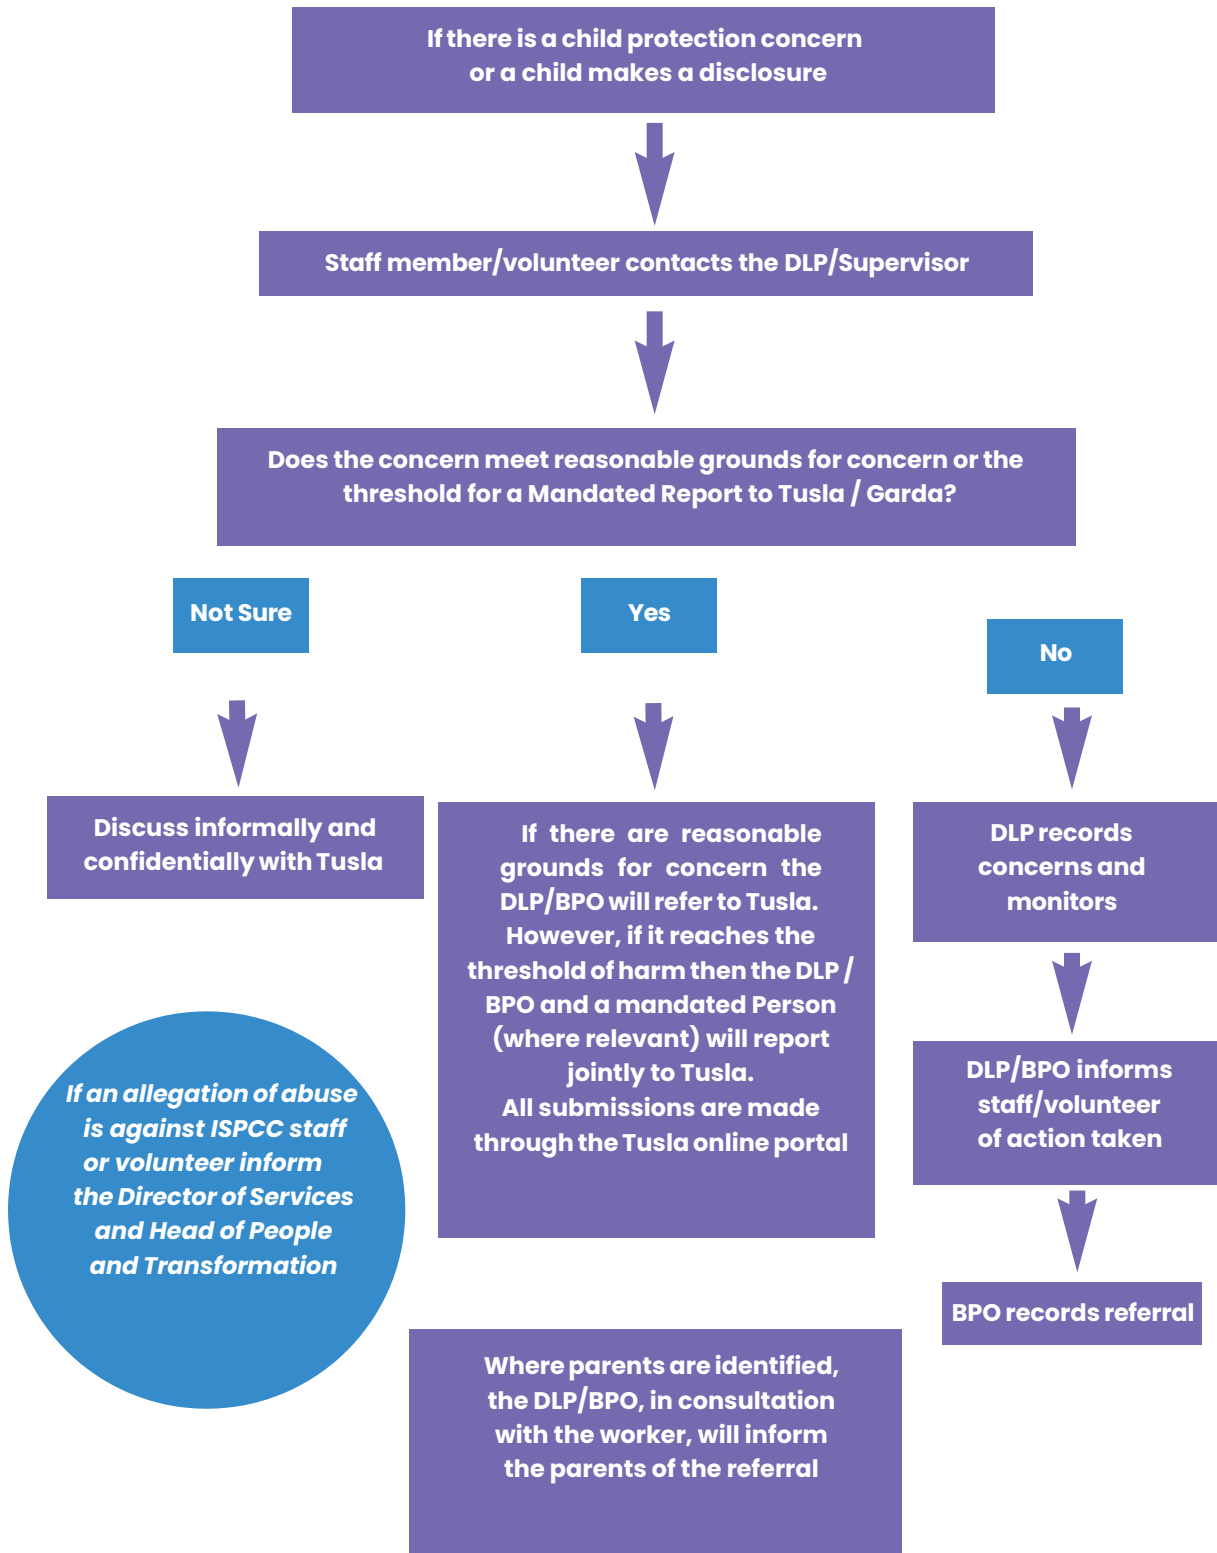 If there is a child protection concern
or a child makes a disclosure
Staff member/volunteer contacts the DLP/Supervisor
Does the concern meet reasonable grounds for concern or the
threshold for a Mandated Report to Tusla / Garda?
Not Sure
Yes
No
Discuss informally and
confidentially with Tusla
If there are reasonable
grounds for concern the
DLP/BPO will refer to Tusla.
However, if it reaches the
threshold of harm then the DLP /
BPO and a mandated Person
(where relevant) will report
jointly to Tusla.
All submissions are made
through the Tusla online portal
DLP records
concerns and
monitors
DLP/BPO informs
staff/volunteer
of action taken
BPO records referral
If an allegation of abuse
is against ISPCC staff
or volunteer inform
the Director of Services
and Head of People
and Transformation
Where parents are identified,
the DLP/BPO, in consultation
with the worker, will inform
the parents of the referral